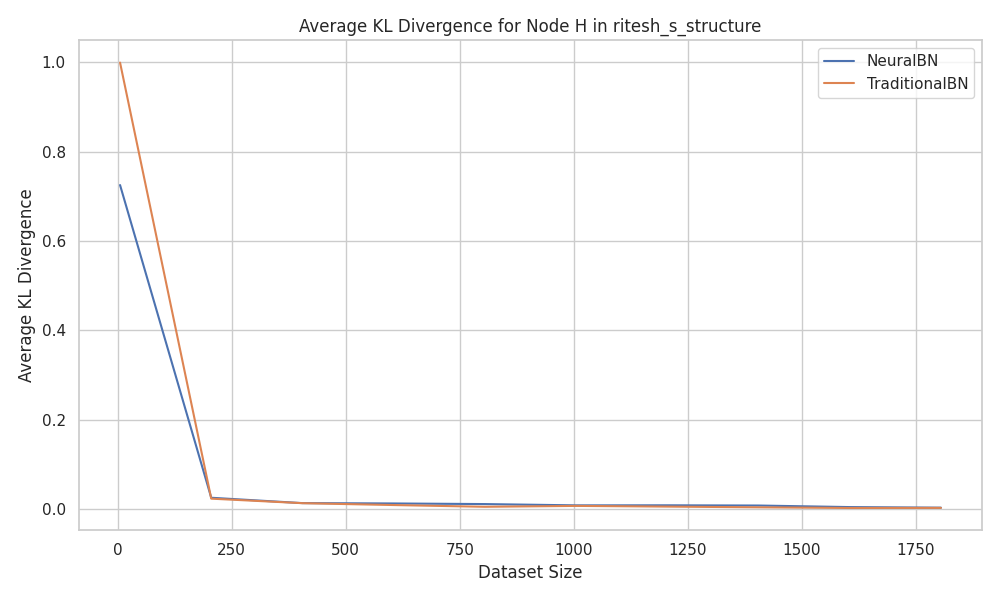 Average KL Divergence for Node H in ritesh_s_structure
NeuralBN
TraditionalBN
Average KL Divergence
1.0
0.8
0.6
0.4
0.2
0.0
0 250 500 750 1000 1250 1500 1750
Dataset Size